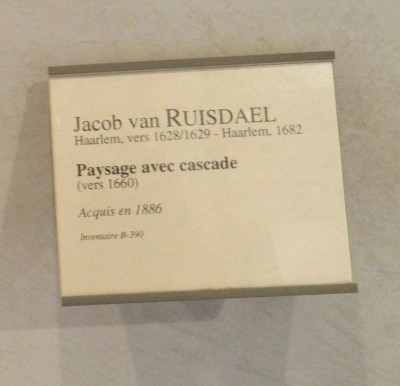 Jacob van RUISDAEL
Haarlem, vers 1628/1629 - Haarlem, 1682
Paysage avec cascade
(vers 1660)
Acquis en 1886
Inventaire B-390